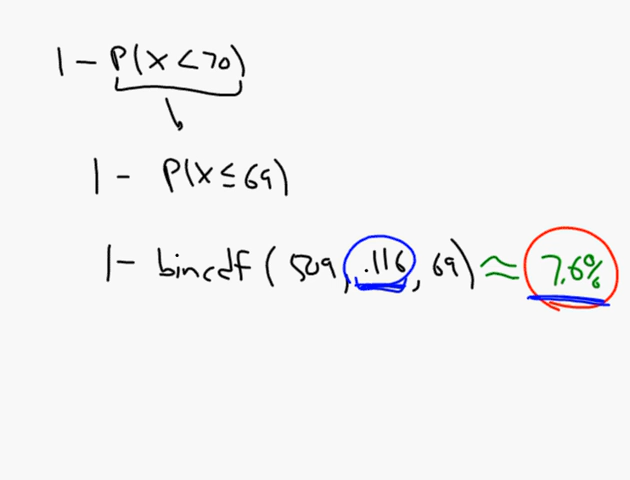 1 - P(X < 70)
1 - P(X ≤ 69)
1 - bincdf(509, .116, 69) ≈ 7.6%